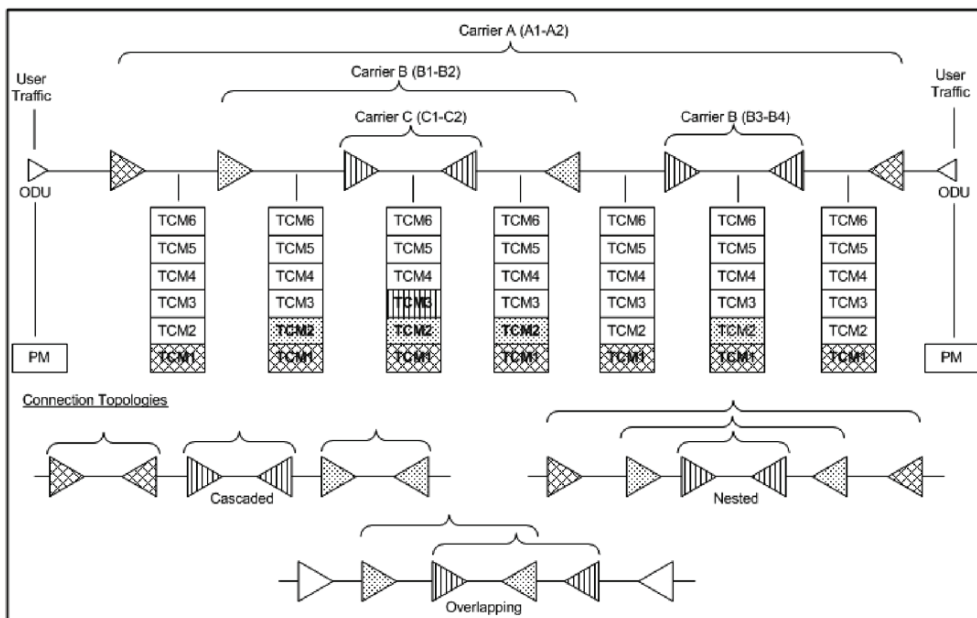 Carrier A (A1-A2)
User
Traffic
User
Traffic
Carrier B (B1-B2)
Carrier C (C1-C2)
Carrier B (B3-B4)
ODU
ODU
TCM6 TCM6 TCM6 TCM6 TCM6 TCM6 TCM6
TCM5 TCM5 TCM5 TCM5 TCM5 TCM5 TCM5
TCM4 TCM4 TCM4 TCM4 TCM4 TCM4 TCM4
TCM3 TCM3 TCM3 TCM3 TCM3 TCM3 TCM3
TCM2 TCM2 TCM2 TCM2 TCM2 TCM2 TCM2
PM TCM1 TCM1 TCM1 TCM1 TCM1 TCM1 TCM1 PM
Connection Topologies
Cascaded
Nested
Overlapping